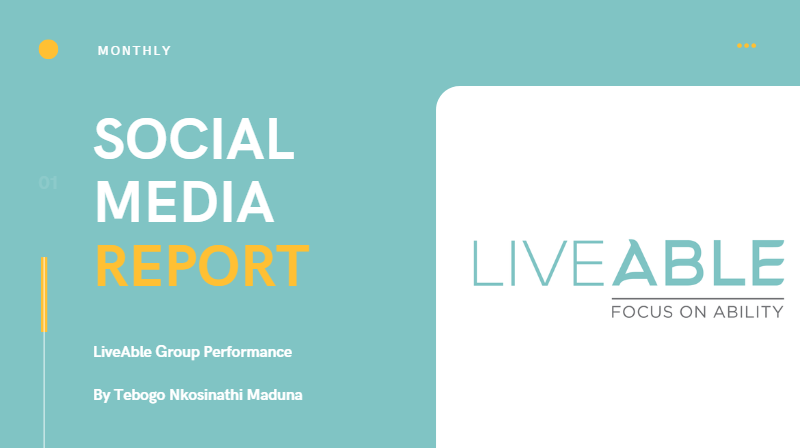 MONTHLY
SOCIAL
MEDIA
REPORT
01
LiveAble Group Performance
By Tebogo Nkosinathi Maduna
LIVEABLE
FOCUS ON ABILITY